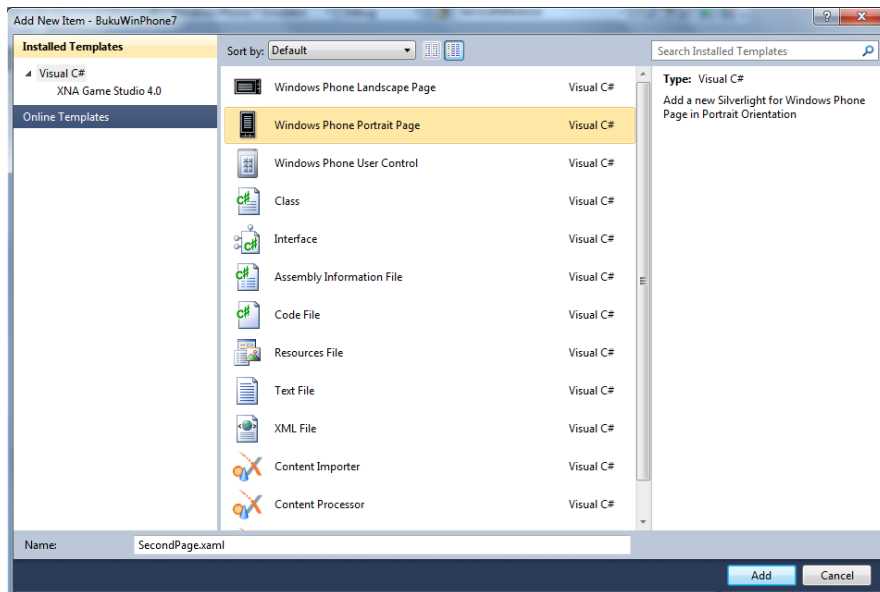 Add New Item - BukuWinPhone7
Installed Templates
Visual C#
XNA Game Studio 4.0
Online Templates
Sort by: Default
Search Installed Templates
Windows Phone Landscape Page Visual C#
Windows Phone Portrait Page Visual C#
Windows Phone User Control Visual C#
Class Visual C#
Interface Visual C#
Assembly Information File Visual C#
Code File Visual C#
Resources File Visual C#
Text File Visual C#
XML File Visual C#
Content Importer Visual C#
Content Processor Visual C#
Type: Visual C#
Add a new Silverlight for Windows Phone
Page in Portrait Orientation
Name: SecondPage.xaml
Add Cancel